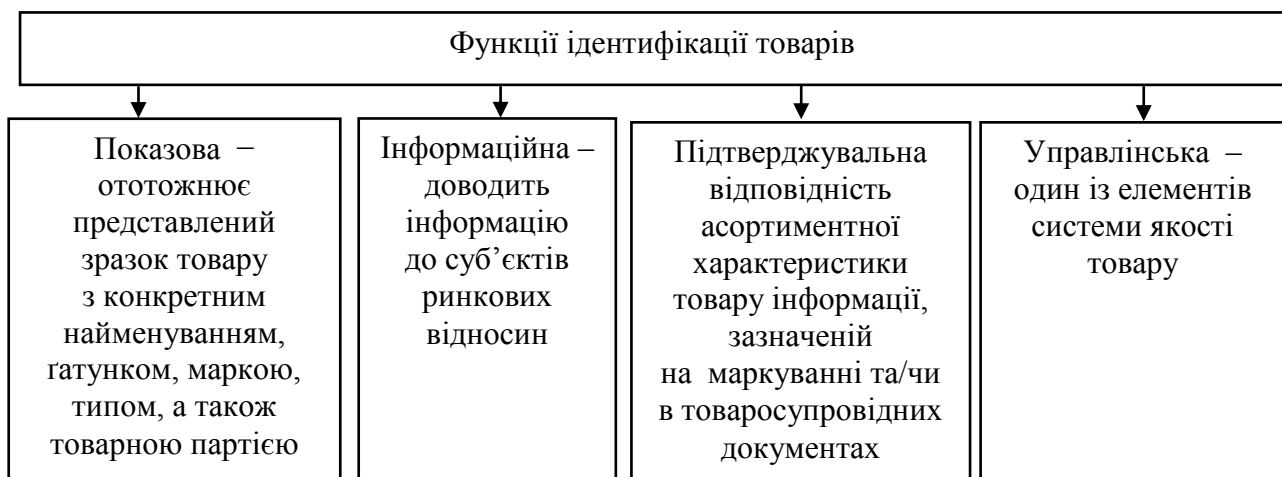 Функції ідентифікації товарів
Показова –
ототожнює
представлений
зразок товару
з конкретним
найменуванням,
ґатунком, маркою,
типом, а також
товарною партією
Інформаційна –
доводить
інформацію
до суб’єктів
ринкових
відносин
Підтверджувальна
відповідність
асортиментної
характеристики
товару інформації,
зазначеній
на маркуванні та/чи
в товаросупровідних
документах
Управлінська –
один із елементів
системи якості
товару